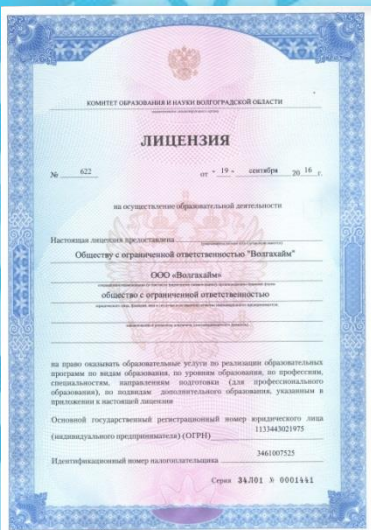 КОМИТЕТ ОБРАЗОВАНИЯ И НАУКИ ВОЛГОГРАДСКОЙ ОБЛАСТИ
ЛИЦЕНЗИЯ
№ 622 от " 19 " сентября 20 16 г.
на осуществление образовательной деятельности
Настоящая лицензия предоставлена
Обществу с ограниченной ответственностью "Волгахайм"
ООО «Волгахайм»
общество с ограниченной ответственностью
на право оказывать образовательные услуги по реализации образовательных
программ по видам образования, по уровням образования, по профессиям,
специальностям, направлениям подготовки (для профессионального
образования), по подвидам дополнительного образования, указанным в
приложении к настоящей лицензии
Основной государственный регистрационный номер юридического лица
(индивидуального предпринимателя) (ОГРН) 1133443021975
Идентификационный номер налогоплательщика 3461007525
Серия 34Л01 № 0001441